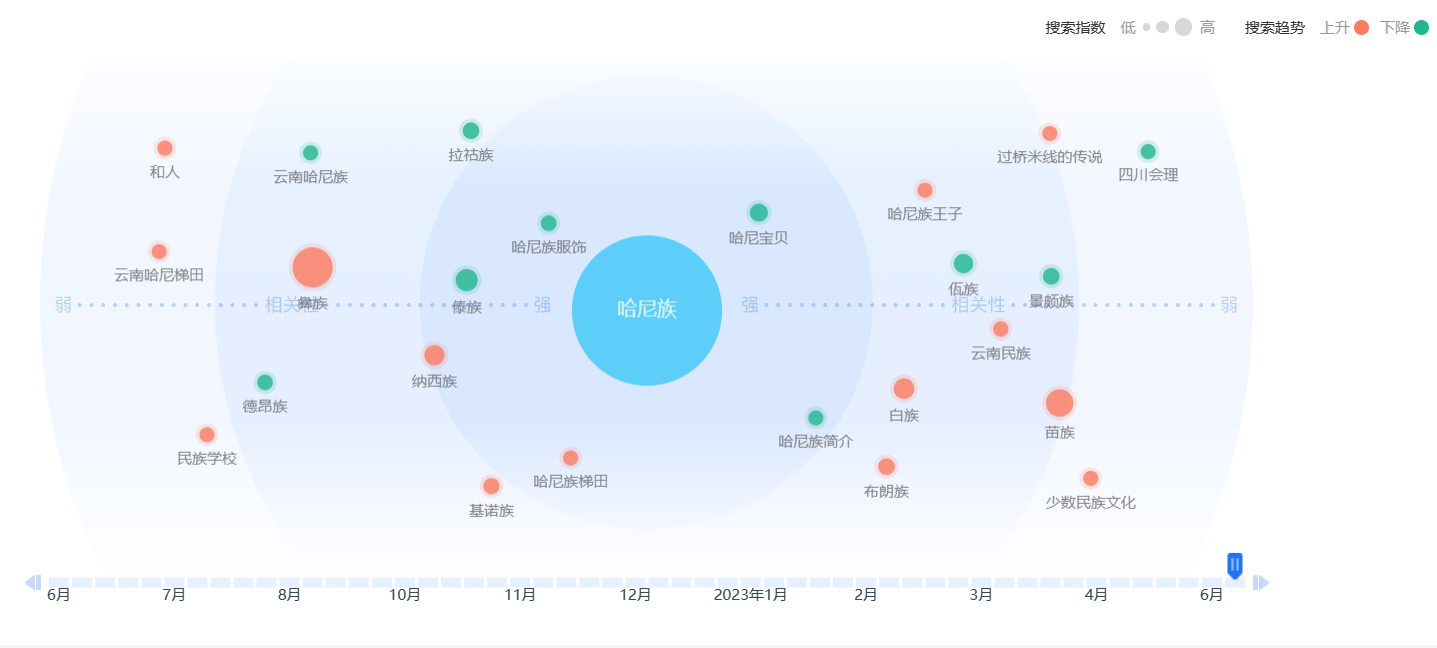 搜索指数 低 高 搜索趋势 上升 下降
拉祜族
过桥米线的传说
和人
云南哈尼族
四川会理
哈尼族王子
哈尼族服饰
哈尼宝贝
云南哈尼梯田
彝族
傣族
哈尼族
佤族
景颇族
弱 相关性 强 强 相关性 弱
云南民族
纳西族
德昂族
白族
苗族
民族学校
哈尼族简介
哈尼族梯田
基诺族
布朗族
少数民族文化
6月 7月 8月 10月 11月 12月 2023年1月 2月 3月 4月 6月